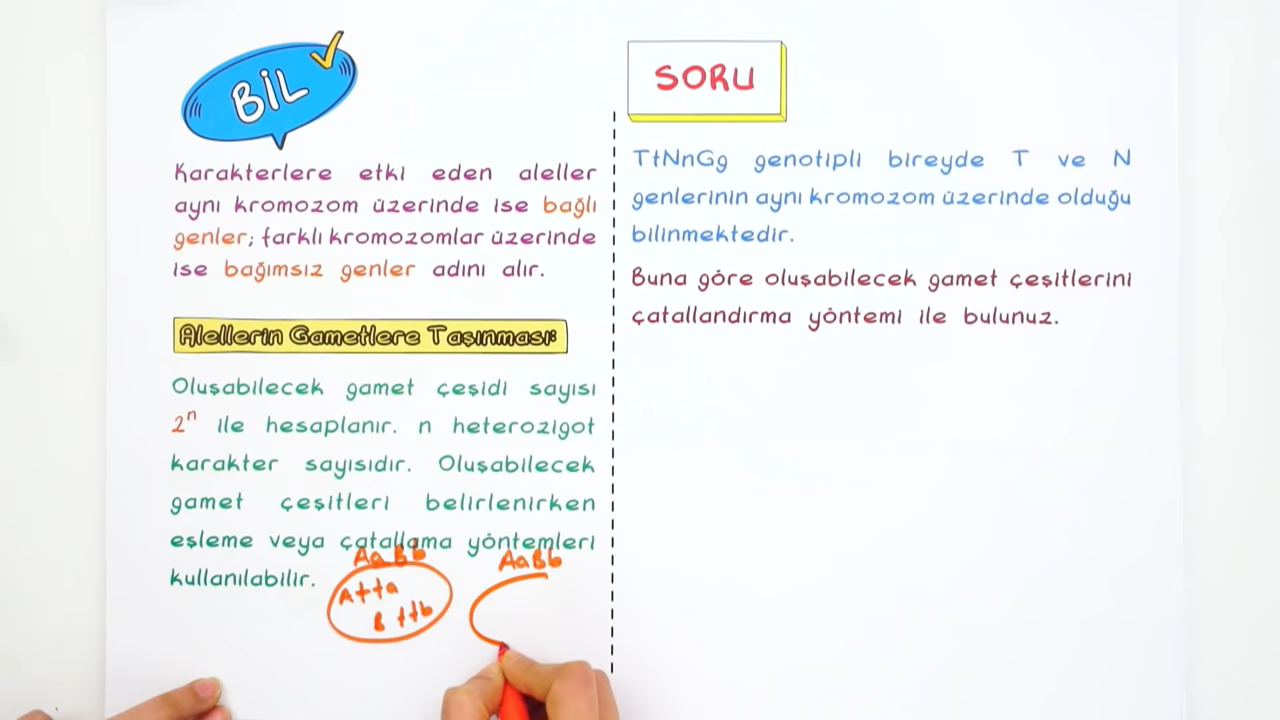 BİL
Karakterlere etki eden aleller
aynı kromozom üzerinde ise bağlı
genler; farklı kromozomlar üzerinde
ise bağımsız genler adını alır.
Alellerin Gametlere Taşınması:
Oluşabilecek gamet çeşidi sayısı
2ⁿ ile hesaplanır. n heterozigot
karakter sayısıdır. Oluşabilecek
gamet çeşitleri belirlenirken
eşleme veya çatallama yöntemleri
kullanılabilir.
AaBb
A a
B b
AaBb
SORU
TtNnGg genotipli bireyde T ve N
genlerinin aynı kromozom üzerinde olduğu
bilinmektedir.
Buna göre oluşabilecek gamet çeşitlerini
çatallandırma yöntemi ile bulunuz.